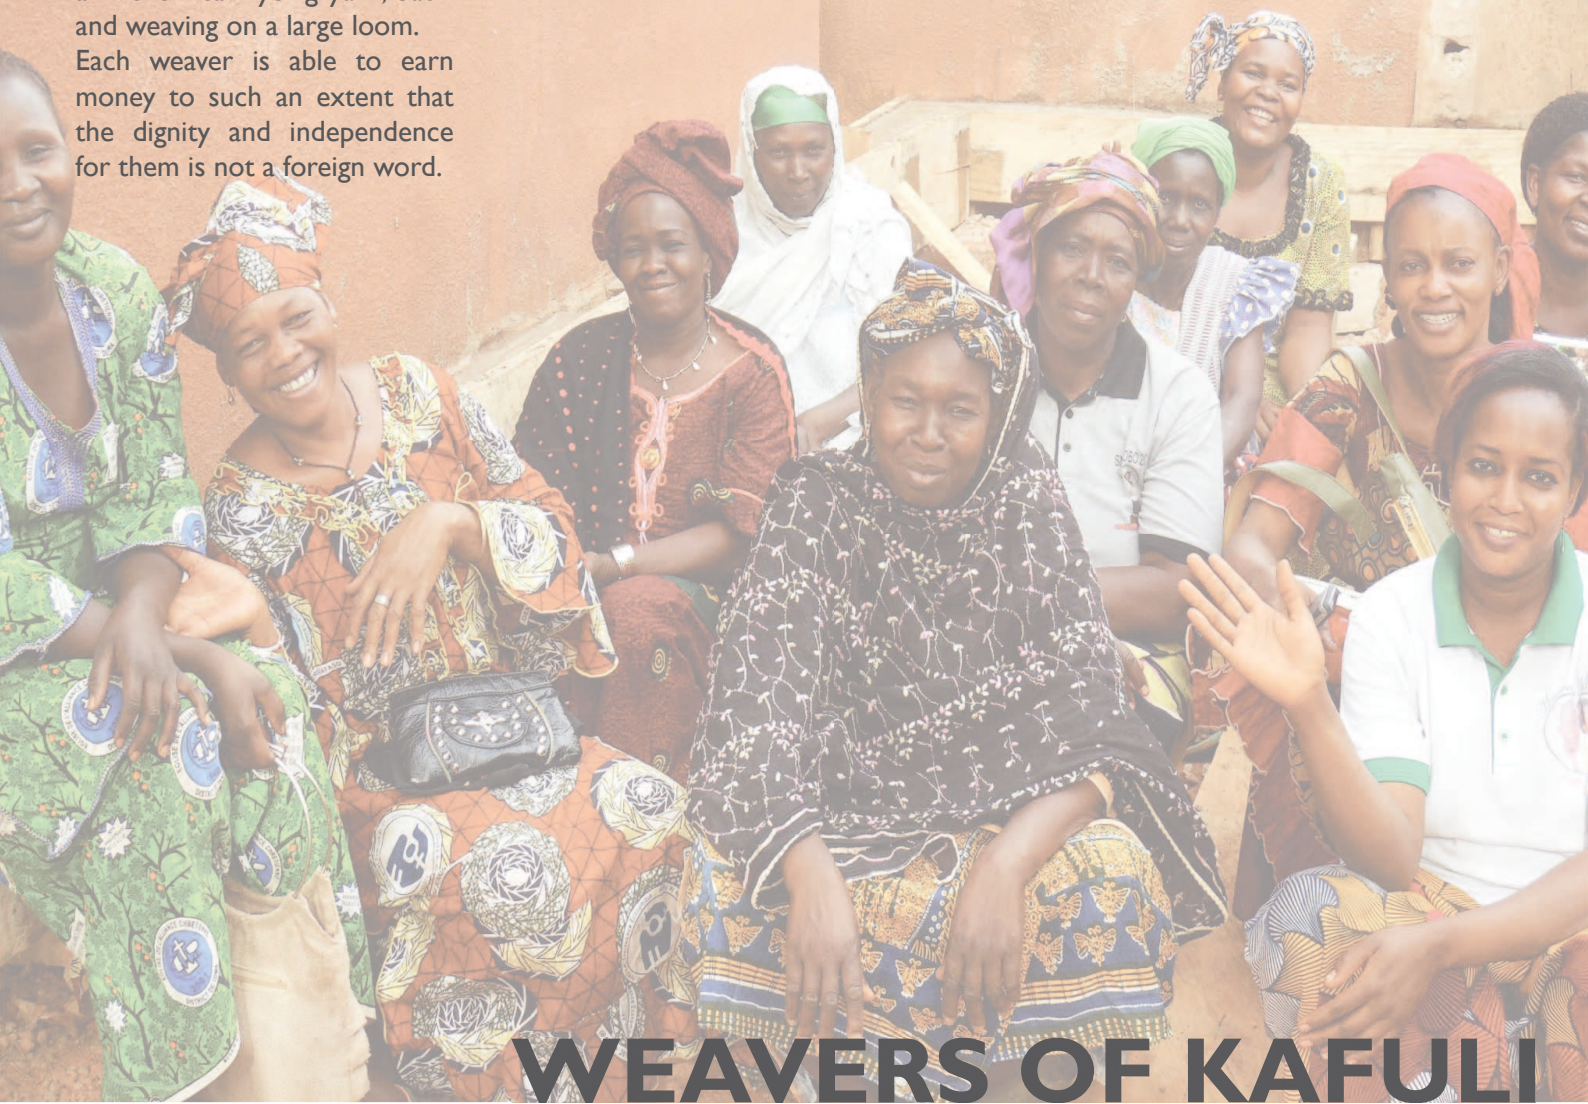 and weaving on a large loom.
Each weaver is able to earn
money to such an extent that
the dignity and independence
for them is not a foreign word.
WEAVERS OF KAFULI